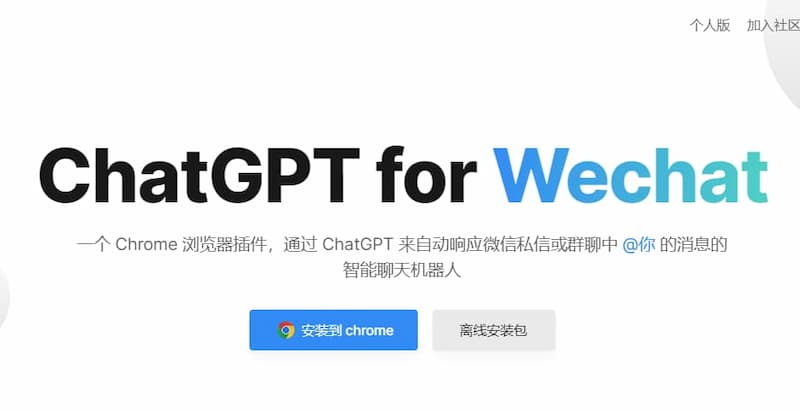 个人版 加入社区
ChatGPT for Wechat
一个 Chrome 浏览器插件，通过 ChatGPT 来自动响应微信私信或群聊中 @你 的消息的
智能聊天机器人
安装到 chrome 离线安装包